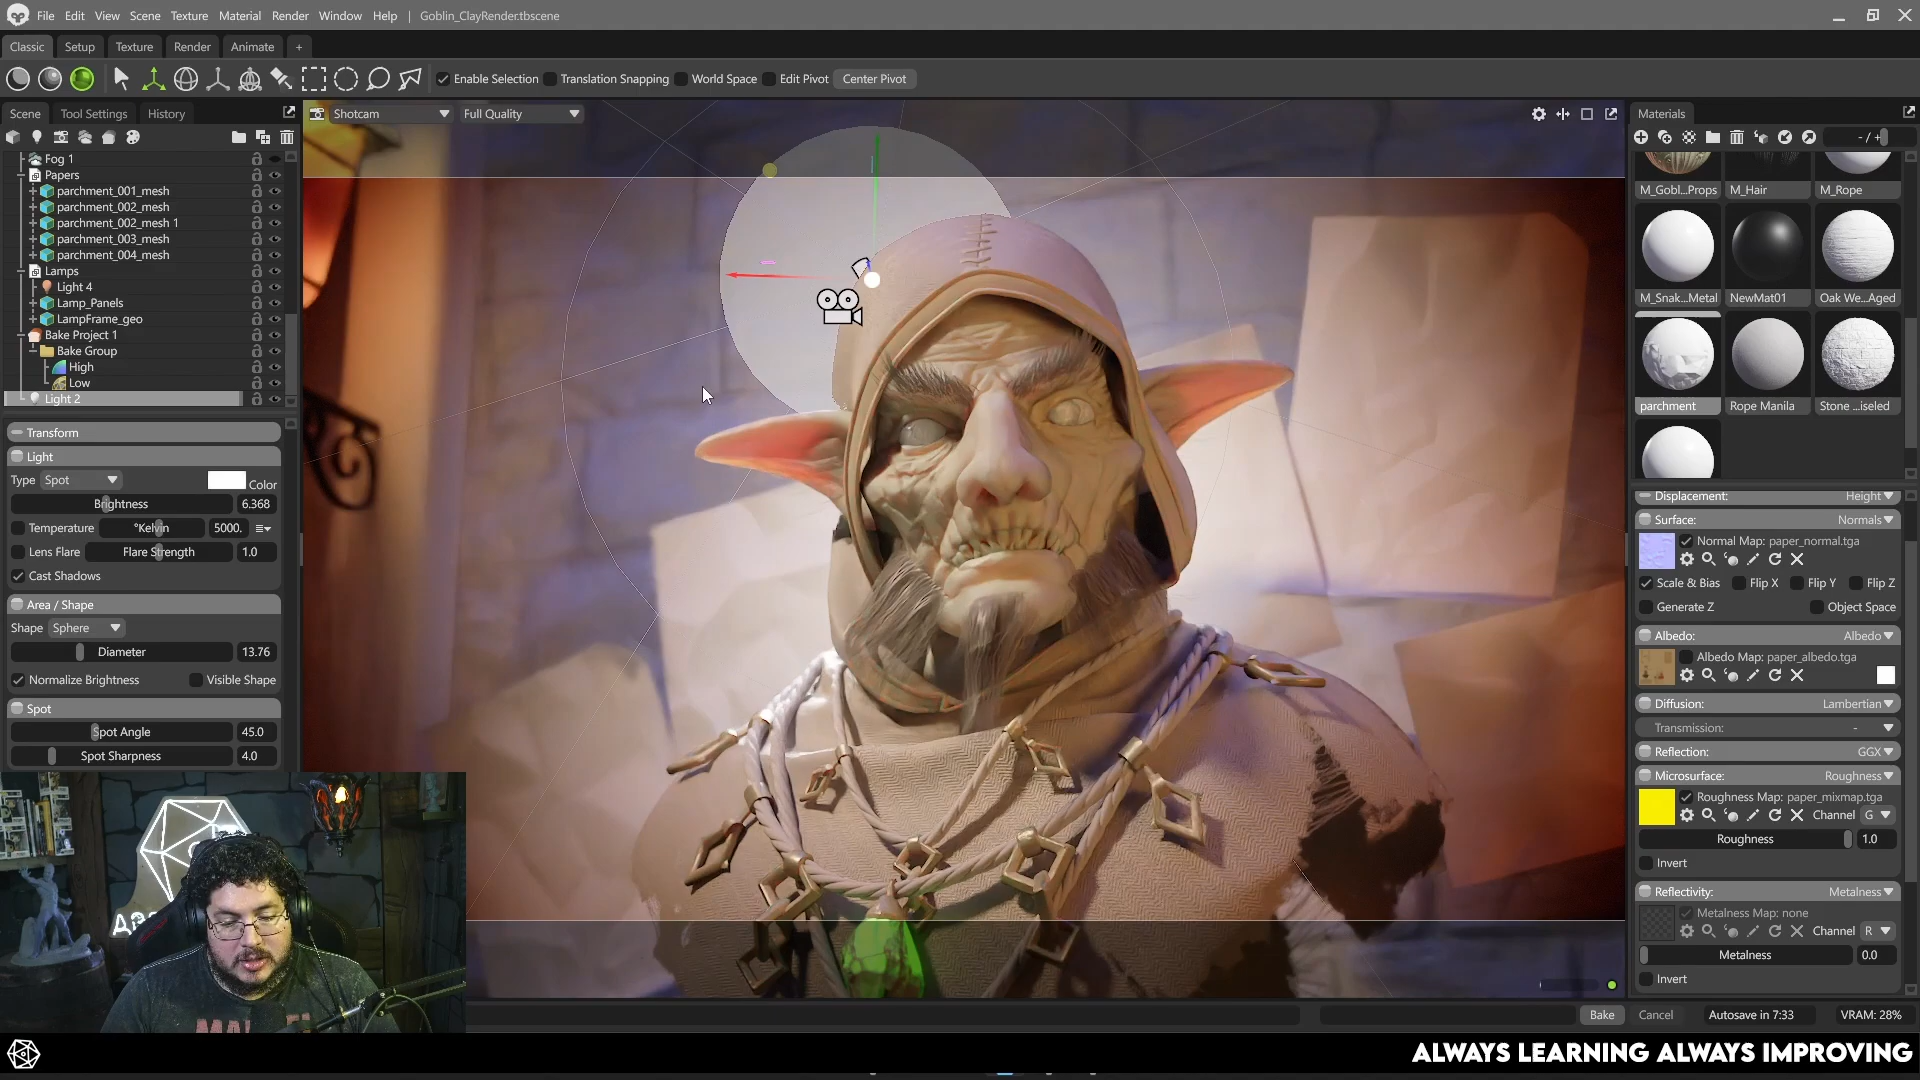 File Edit View Scene Texture Material Render Window Help Goblin_ClayRender.tbscene
Classic Setup Texture Render Animate +
Enable Selection Translation Snapping World Space Edit Pivot Center Pivot
Scene Tool Settings History
Shotcam Full Quality
Materials
- / +
Fog 1
Papers
parchment_001_mesh
parchment_002_mesh
parchment_002_mesh 1
parchment_003_mesh
parchment_004_mesh
Lamps
Light 4
Lamp_Panels
LampFrame_geo
Bake Project 1
Bake Group
High
Low
Light 2
Transform
Light
Type Spot Color
Brightness 6.368
Temperature °Kelvin 5000.
Lens Flare Flare Strength 1.0
Cast Shadows
Area / Shape
Shape Sphere
Diameter 13.76
Normalize Brightness Visible Shape
Spot
Spot Angle 45.0
Spot Sharpness 4.0
M_Gobl...Props M_Hair M_Rope
M_Snak...Metal NewMat01 Oak We...Aged
parchment Rope Manila Stone ...iseled
Displacement: Height
Surface: Normals
Normal Map: paper_normal.tga
Scale & Bias Flip X Flip Y Flip Z
Generate Z Object Space
Albedo: Albedo
Albedo Map: paper_albedo.tga
Diffusion: Lambertian
Transmission: -
Reflection: GGX
Microsurface: Roughness
Roughness Map: paper_mixmap.tga
Channel G
Roughness 1.0
Invert
Reflectivity: Metalness
Metalness Map: none
Channel R
Metalness 0.0
Invert
Bake Cancel Autosave in 7:33 VRAM: 28%
ALWAYS LEARNING ALWAYS IMPROVING